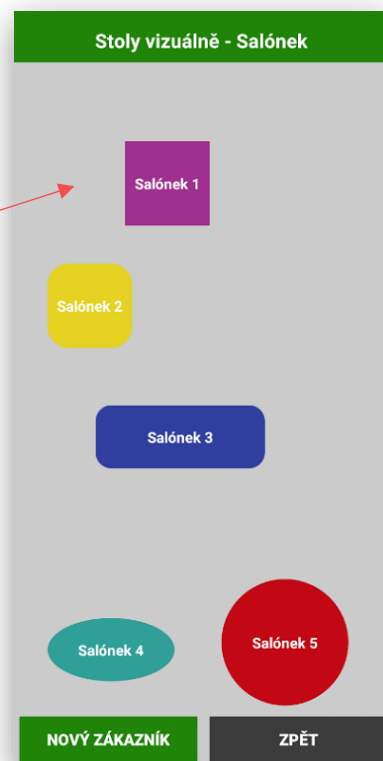 Stoly vizuálně - Salónek
Salónek 1
Salónek 2
Salónek 3
Salónek 4
Salónek 5
NOVÝ ZÁKAZNÍK
ZPĚT